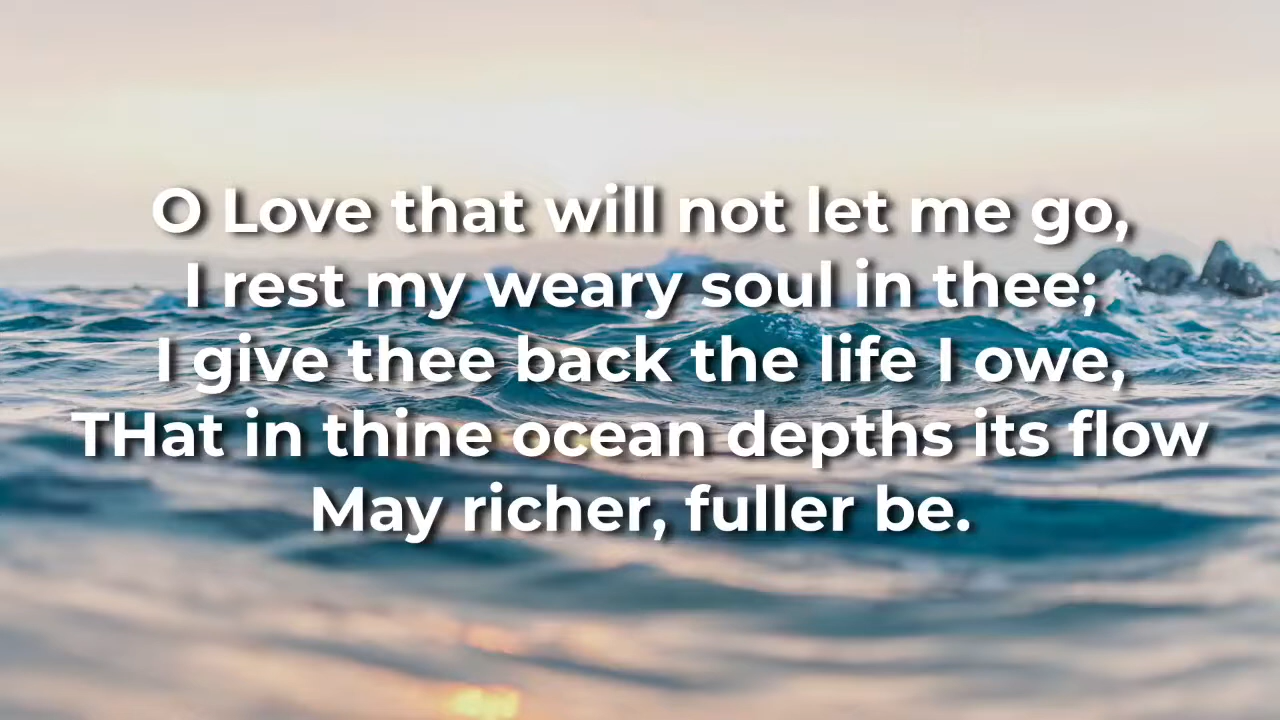 O Love that will not let me go,
I rest my weary soul in thee;
I give thee back the life I owe,
THat in thine ocean depths its flow
May richer, fuller be.